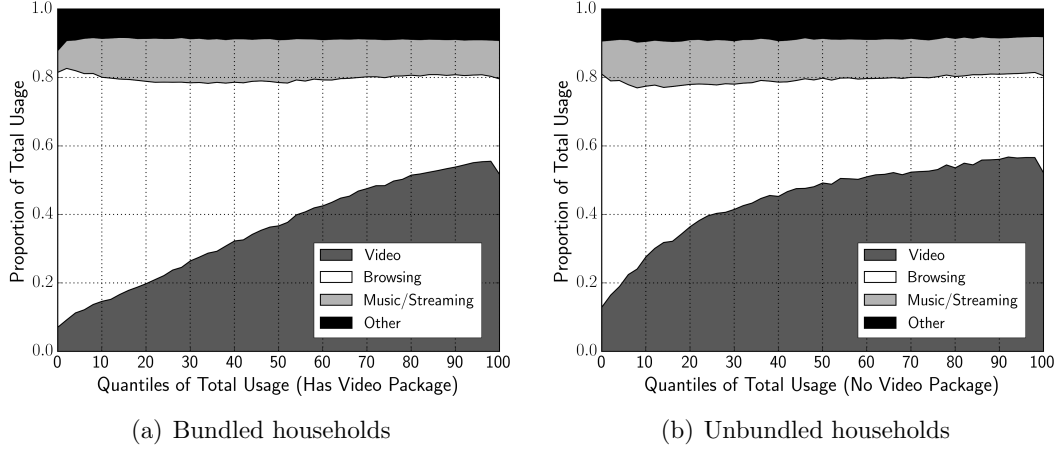 1.0
0.8
0.6
0.4
0.2
0.0
Proportion of Total Usage
0 10 20 30 40 50 60 70 80 90 100
Quantiles of Total Usage (Has Video Package)
Video
Browsing
Music/Streaming
Other
(a) Bundled households
1.0
0.8
0.6
0.4
0.2
0.0
Proportion of Total Usage
0 10 20 30 40 50 60 70 80 90 100
Quantiles of Total Usage (No Video Package)
Video
Browsing
Music/Streaming
Other
(b) Unbundled households